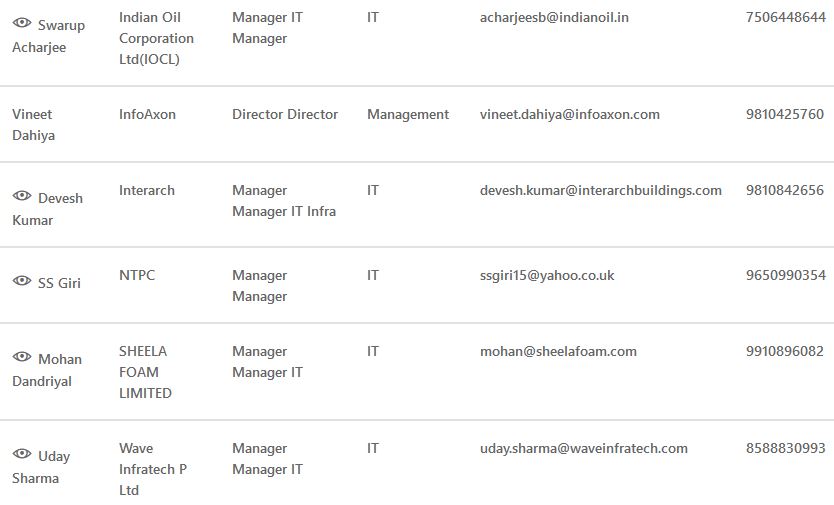 Swarup Acharjee Indian Oil Corporation Ltd(IOCL) Manager IT Manager IT acharjeesb@indianoil.in 7506448644
Vineet Dahiya InfoAxon Director Director Management vineet.dahiya@infoaxon.com 9810425760
Devesh Kumar Interarch Manager Manager IT Infra IT devesh.kumar@interarchbuildings.com 9810842656
SS Giri NTPC Manager Manager IT ssgiri15@yahoo.co.uk 9650990354
Mohan Dandriyal SHEELA FOAM LIMITED Manager Manager IT IT mohan@sheelafoam.com 9910896082
Uday Sharma Wave Infratech P Ltd Manager Manager IT IT uday.sharma@waveinfratech.com 8588830993